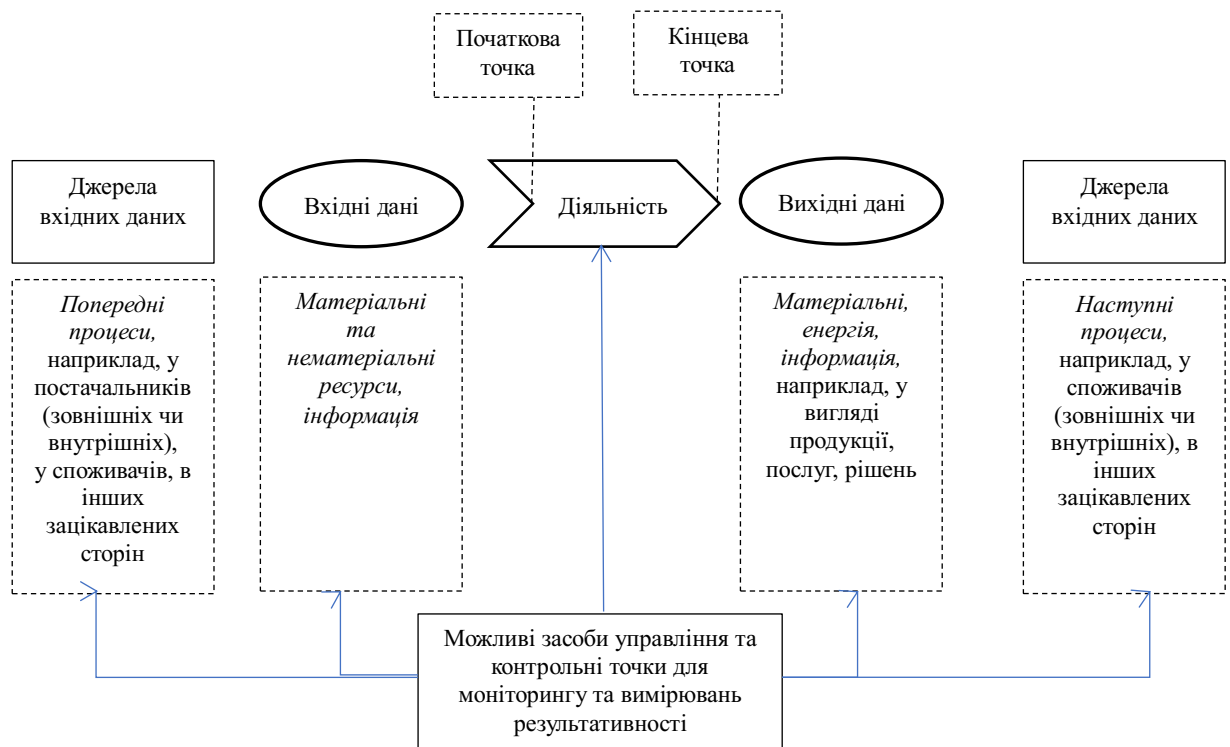 Початкова
точка
Кінцева
точка
Джерела
вхідних даних
Вхідні дані
Діяльність
Вихідні дані
Джерела
вхідних даних
Попередні
процеси,
наприклад, у
постачальників
(зовнішніх чи
внутрішніх),
у споживачів, в
інших
зацікавлених
сторін
Матеріальні
та
нематеріальні
ресурси,
інформація
Матеріальні,
енергія,
інформація,
наприклад, у
вигляді
продукції,
послуг, рішень
Наступні
процеси,
наприклад, у
споживачів
(зовнішніх чи
внутрішніх), в
інших
зацікавлених
сторін
Можливі засоби управління та
контрольні точки для
моніторингу та вимірювань
результативності